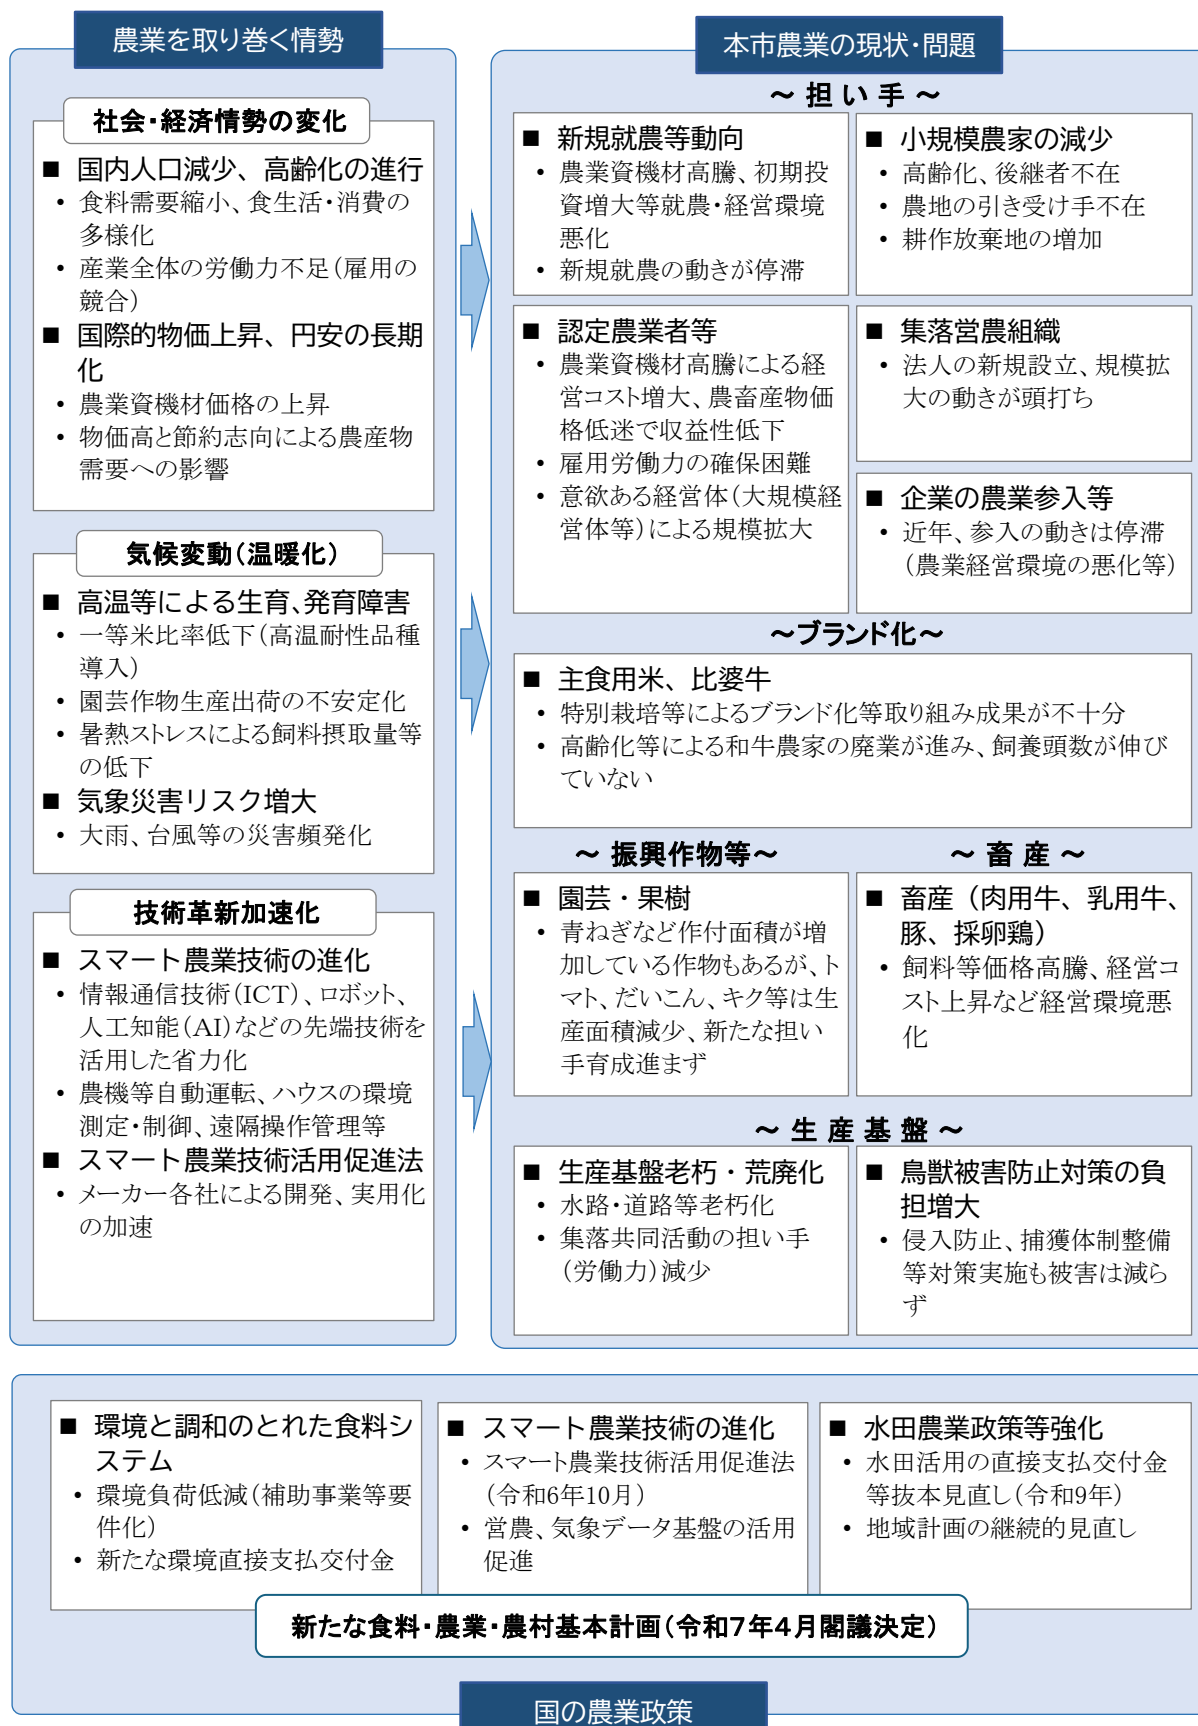 農業を取り巻く情勢
社会・経済情勢の変化
■ 国内人口減少、高齢化の進行
• 食料需要縮小、食生活・消費の
多様化
• 産業全体の労働力不足（雇用の
競合）
■ 国際的物価上昇、円安の長期
化
• 農業資機材価格の上昇
• 物価高と節約志向による農産物
需要への影響
気候変動（温暖化）
■ 高温等による生育、発育障害
• 一等米比率低下（高温耐性品種
導入）
• 園芸作物生産出荷の不安定化
• 暑熱ストレスによる飼料摂取量等
の低下
■ 気象災害リスク増大
• 大雨、台風等の災害頻発化
技術革新加速化
■ スマート農業技術の進化
• 情報通信技術（ICT）、ロボット、
人工知能（AI）などの先端技術を
活用した省力化
• 農機等自動運転、ハウスの環境
測定・制御、遠隔操作管理等
■ スマート農業技術活用促進法
• メーカー各社による開発、実用化
の加速
本市農業の現状・問題
～ 担 い 手 ～
■ 新規就農等動向
• 農業資機材高騰、初期投
資増大等就農・経営環境
悪化
• 新規就農の動きが停滞
■ 小規模農家の減少
• 高齢化、後継者不在
• 農地の引き受け手不在
• 耕作放棄地の増加
■ 認定農業者等
• 農業資機材高騰による経
営コスト増大、農畜産物価
格低迷で収益性低下
• 雇用労働力の確保困難
• 意欲ある経営体（大規模経
営体等）による規模拡大
■ 集落営農組織
• 法人の新規設立、規模拡
大の動きが頭打ち
■ 企業の農業参入等
• 近年、参入の動きは停滞
（農業経営環境の悪化等）
～ブランド化～
■ 主食用米、比婆牛
• 特別栽培等によるブランド化等取り組み成果が不十分
• 高齢化等による和牛農家の廃業が進み、飼養頭数が伸び
ていない
～ 振興作物等～
■ 園芸・果樹
• 青ねぎなど作付面積が増
加している作物もあるが、ト
マト、だいこん、キク等は生
産面積減少、新たな担い
手育成進まず
～ 畜 産 ～
■ 畜産（肉用牛、乳用牛、
豚、採卵鶏）
• 飼料等価格高騰、経営コ
スト上昇など経営環境悪
化
～ 生 産 基 盤 ～
■ 生産基盤老朽・荒廃化
• 水路・道路等老朽化
• 集落共同活動の担い手
（労働力）減少
■ 鳥獣被害防止対策の負
担増大
• 侵入防止、捕獲体制整備
等対策実施も被害は減ら
ず
■ 環境と調和のとれた食料シ
ステム
• 環境負荷低減（補助事業等要
件化）
• 新たな環境直接支払交付金
■ スマート農業技術の進化
• スマート農業技術活用促進法
（令和6年10月）
• 営農、気象データ基盤の活用
促進
■ 水田農業政策等強化
• 水田活用の直接支払交付金
等抜本見直し（令和9年）
• 地域計画の継続的見直し
新たな食料・農業・農村基本計画（令和7年4月閣議決定）
国の農業政策